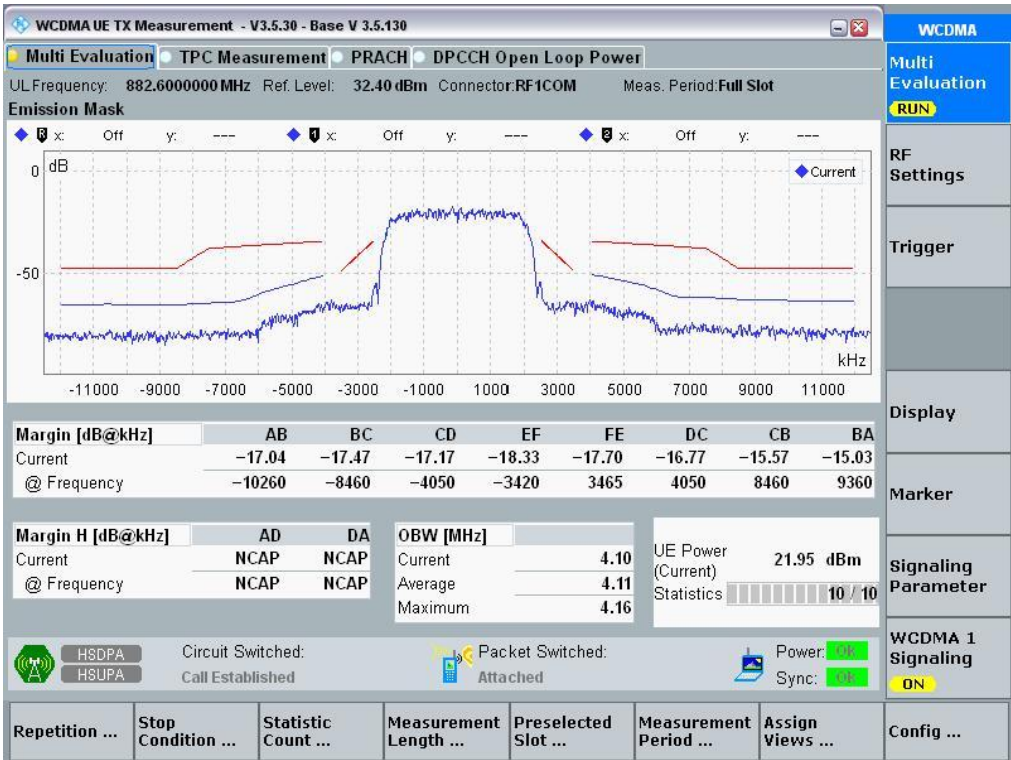 WCDMA UE TX Measurement - V3.5.30 - Base V 3.5.130
WCDMA
Multi Evaluation TPC Measurement PRACH DPCCH Open Loop Power
Multi Evaluation
RUN
UL Frequency: 882.6000000 MHz Ref. Level: 32.40 dBm Connector:RF1COM Meas. Period:Full Slot
Emission Mask
R x: Off y: --- 1 x: Off y: --- 2 x: Off y: ---
0 dB
Current
-50
kHz
-11000 -9000 -7000 -5000 -3000 -1000 1000 3000 5000 7000 9000 11000
RF Settings
Trigger
Display
Marker
Signaling Parameter
WCDMA 1 Signaling
ON
Margin [dB@kHz] AB BC CD EF FE DC CB BA
Current -17.04 -17.47 -17.17 -18.33 -17.70 -16.77 -15.57 -15.03
@ Frequency -10260 -8460 -4050 -3420 3465 4050 8460 9360
Margin H [dB@kHz] AD DA
Current NCAP NCAP
@ Frequency NCAP NCAP
OBW [MHz]
Current 4.10
Average 4.11
Maximum 4.16
UE Power (Current) 21.95 dBm
Statistics 10 / 10
HSDPA
HSUPA
Circuit Switched:
Call Established
Packet Switched:
Attached
Power: Ok
Sync: Ok
Repetition ...
Stop Condition ...
Statistic Count ...
Measurement Length ...
Preselected Slot ...
Measurement Period ...
Assign Views ...
Config ...